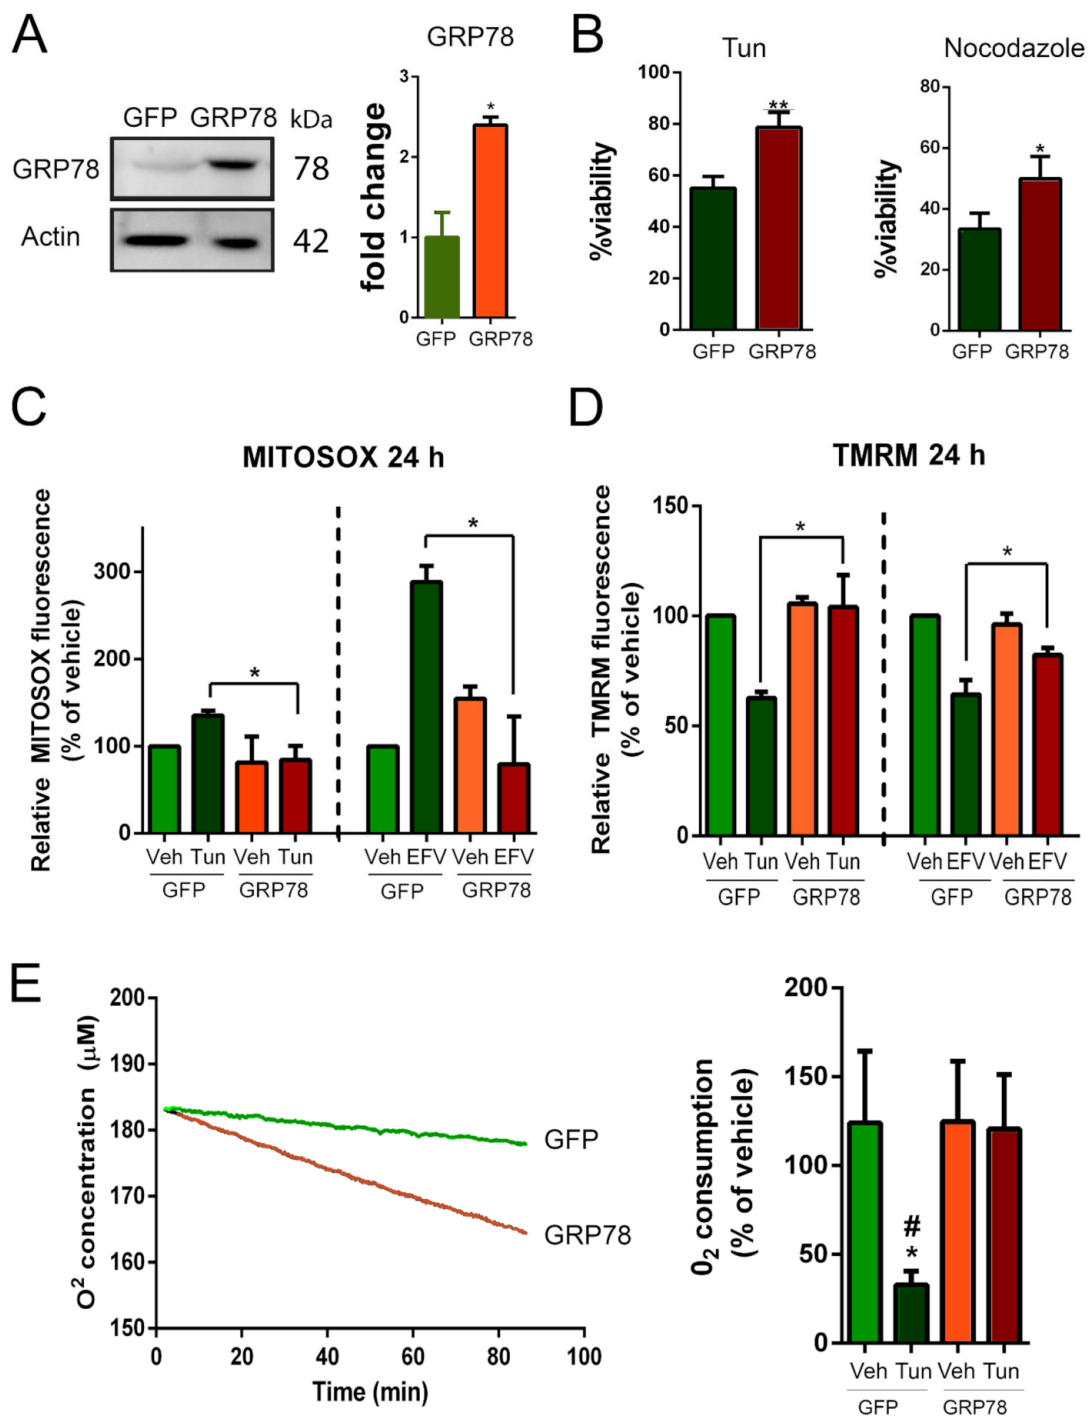 A
GRP78
GFP GRP78 kDa
GRP78
78
Actin
42
fold change
3
2
1
0
*
GFP
GRP78
B
Tun
%viability
100
80
60
40
20
0
**
GFP
GRP78
Nocodazole
%viability
80
60
40
20
0
*
GFP
GRP78
C
MITOSOX 24 h
Relative MITOSOX fluorescence
(% of vehicle)
300
200
100
0
*
*
Veh Tun Veh Tun
GFP
GRP78
Veh EFV Veh EFV
GFP
GRP78
D
TMRM 24 h
Relative TMRM fluorescence
(% of vehicle)
150
100
50
0
*
*
Veh Tun Veh Tun
GFP
GRP78
Veh EFV Veh EFV
GFP
GRP78
E
O2 concentration (μM)
200
190
180
170
160
150
GFP
GRP78
0 20 40 60 80 100
Time (min)
02 consumption
(% of vehicle)
200
150
100
50
0
#
*
Veh Tun Veh Tun
GFP
GRP78